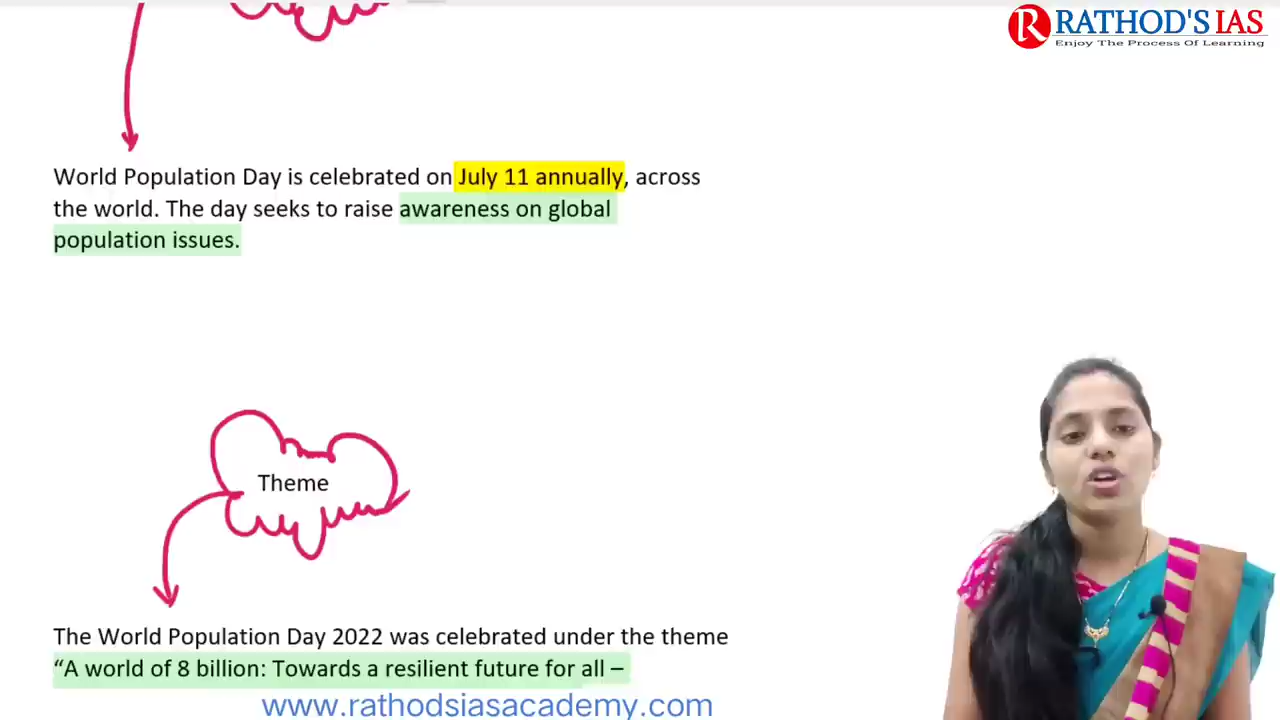 RATHOD'S IAS
Enjoy The Process Of Learning
World Population Day is celebrated on July 11 annually, across
the world. The day seeks to raise awareness on global
population issues.
Theme
The World Population Day 2022 was celebrated under the theme
“A world of 8 billion: Towards a resilient future for all –
www.rathodsiasacademy.com